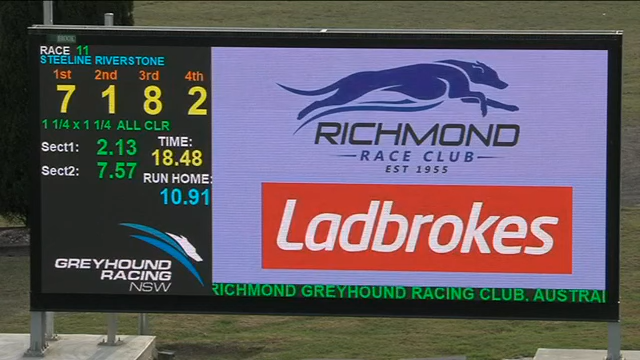 RACE 11
STEELINE RIVERSTONE
1st 2nd 3rd 4th
7 1 8 2
1 1/4 x 1 1/4 ALL CLR
Sect1: 2.13
Sect2: 7.57
TIME:
18.48
RUN HOME:
10.91
GREYHOUND
RACING
NSW
RICHMOND
RACE CLUB
EST 1955
Ladbrokes
RICHMOND GREYHOUND RACING CLUB. AUSTRAL